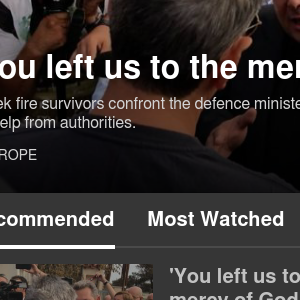 ou left us to the mer
ek fire survivors confront the defence ministe
elp from authorities.
ROPE
commended Most Watched
'You left us to
mercy of God